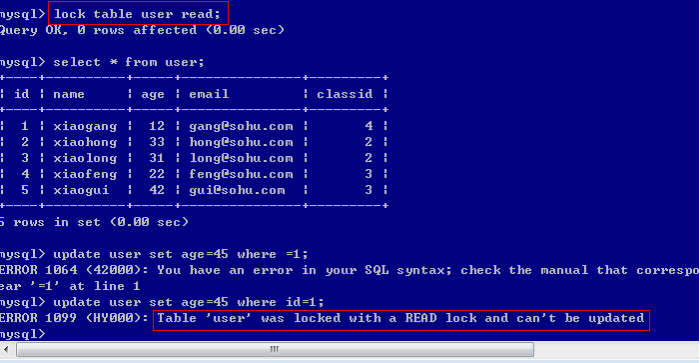 mysql> lock table user read;
Query OK, 0 rows affected (0.00 sec)
mysql> select * from user;
+----+----------+-----+---------------+---------+
| id | name | age | email | classid |
+----+----------+-----+---------------+---------+
| 1 | xiaogang | 12 | gang@sohu.com | 4 |
| 2 | xiaohong | 33 | hong@sohu.com | 2 |
| 3 | xiaolong | 31 | long@sohu.com | 2 |
| 4 | xiaofeng | 22 | feng@sohu.com | 3 |
| 5 | xiaogui | 42 | gui@sohu.com | 3 |
+----+----------+-----+---------------+---------+
5 rows in set (0.00 sec)
mysql> update user set age=45 where =1;
ERROR 1064 (42000): You have an error in your SQL syntax; check the manual that correspo
ear '=1' at line 1
mysql> update user set age=45 where id=1;
ERROR 1099 (HY000): Table 'user' was locked with a READ lock and can't be updated
mysql>